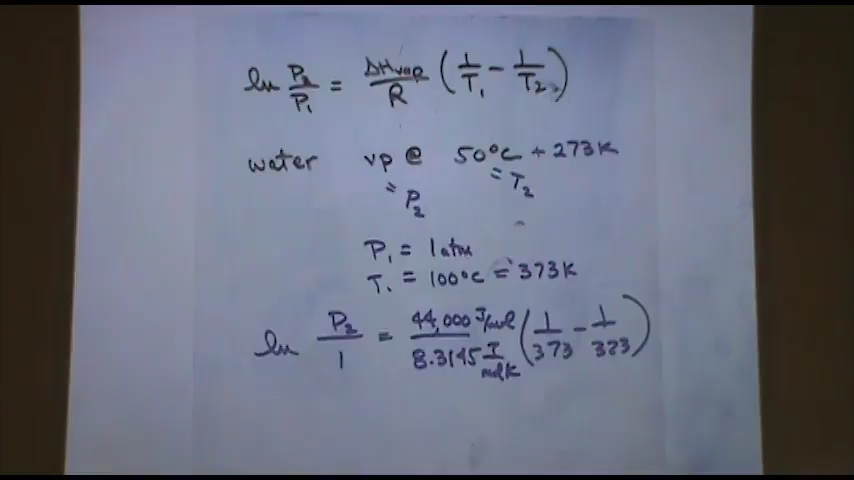 ln P₂/P₁ = ΔHvap/R (1/T₁ - 1/T₂)
water vp @ 50°C + 273K
= P₂ = T₂
P₁ = 1 atm
T₁ = 100°C = 373K
ln P₂/1 = 44,000 J/mol / 8.3145 J/molK (1/373 - 1/323)